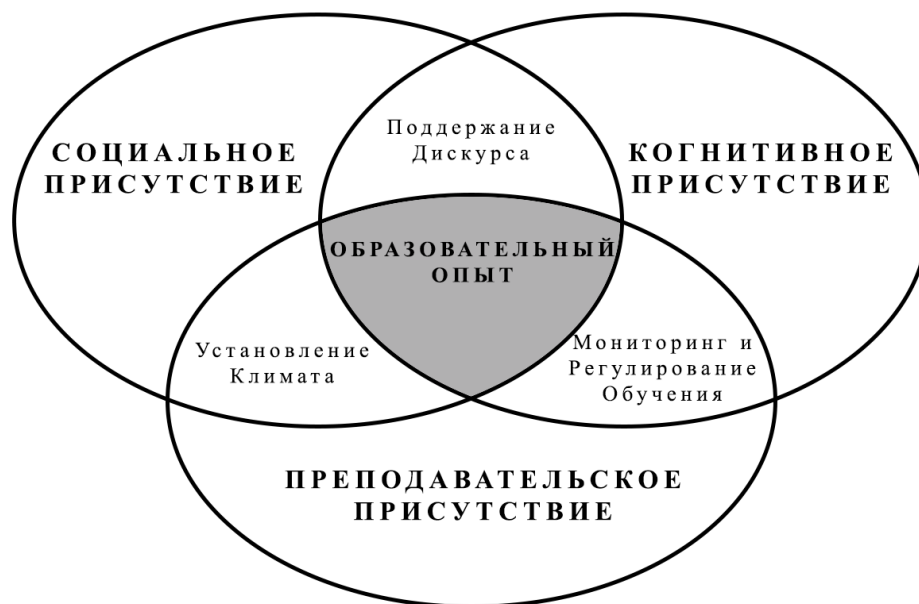 Поддержание
Дискурса
СОЦИАЛЬНОЕ
ПРИСУТСТВИЕ
КОГНИТИВНОЕ
ПРИСУТСТВИЕ
ОБРАЗОВАТЕЛЬНЫЙ
ОПЫТ
Установление
Климата
Мониторинг и
Регулирование
Обучения
ПРЕПОДАВАТЕЛЬСКОЕ
ПРИСУТСТВИЕ